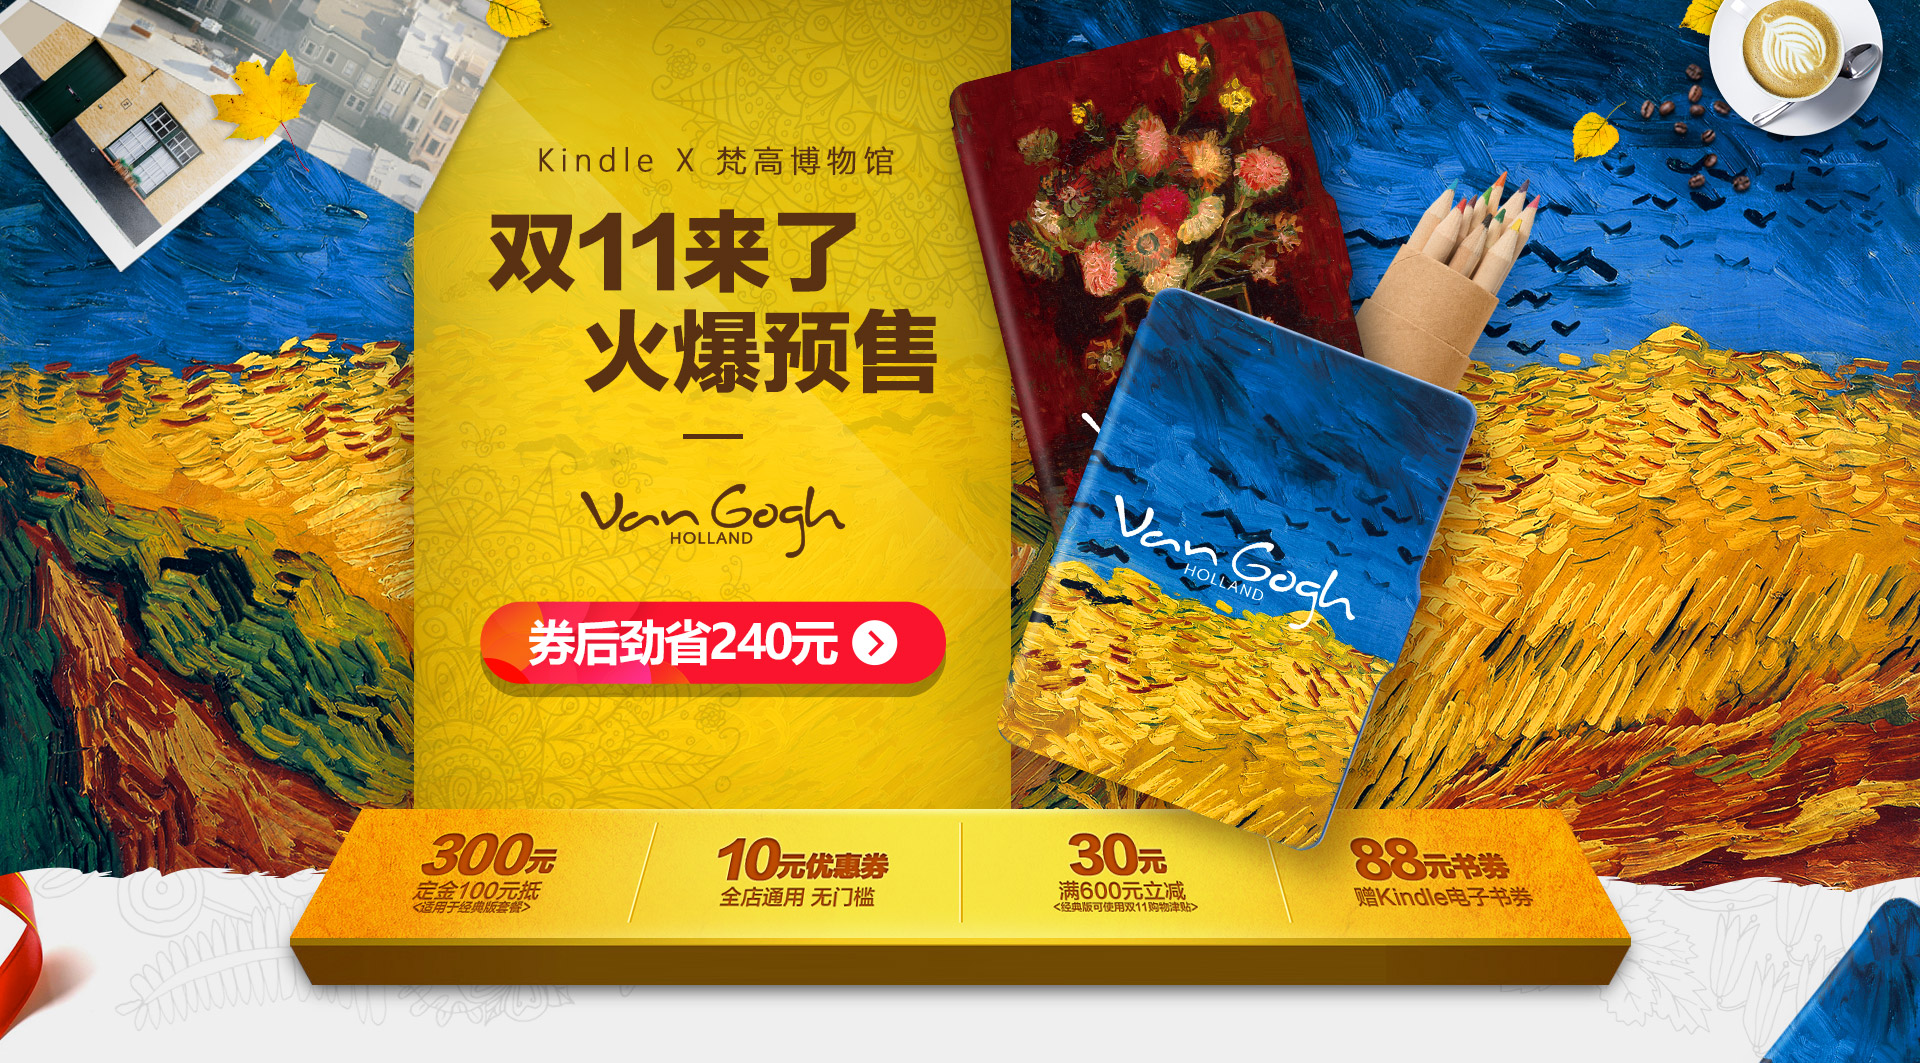 Kindle X 梵高博物馆
双11来了
火爆预售
Van Gogh
HOLLAND
券后劲省240元
Van Gogh
HOLLAND
300元
定金100元抵
<适用于经典版套餐>
10元优惠券
全店通用 无门槛
30元
满600元立减
<经典版可使用双11购物津贴>
88元书券
赠Kindle电子书券